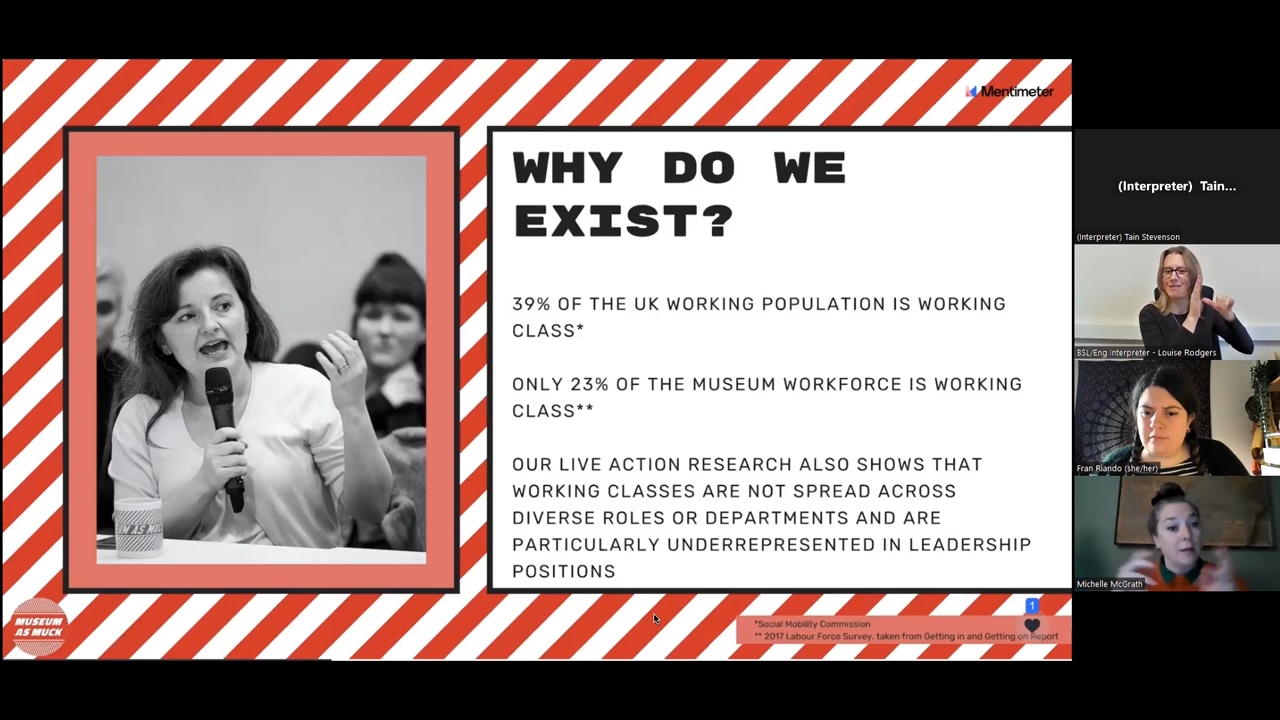 Mentimeter
WHY DO WE
EXIST?
39% OF THE UK WORKING POPULATION IS WORKING
CLASS*
ONLY 23% OF THE MUSEUM WORKFORCE IS WORKING
CLASS**
OUR LIVE ACTION RESEARCH ALSO SHOWS THAT
WORKING CLASSES ARE NOT SPREAD ACROSS
DIVERSE ROLES OR DEPARTMENTS AND ARE
PARTICULARLY UNDERREPRESENTED IN LEADERSHIP
POSITIONS
AS MUCK
MUSEUM
AS MUCK
1
*Social Mobility Commission
** 2017 Labour Force Survey, taken from Getting in and Getting on Report
(Interpreter) Tain...
(Interpreter) Tain Stevenson
BSL/Eng Interpreter - Louise Rodgers
Fran Riando (she/her)
Michelle McGrath